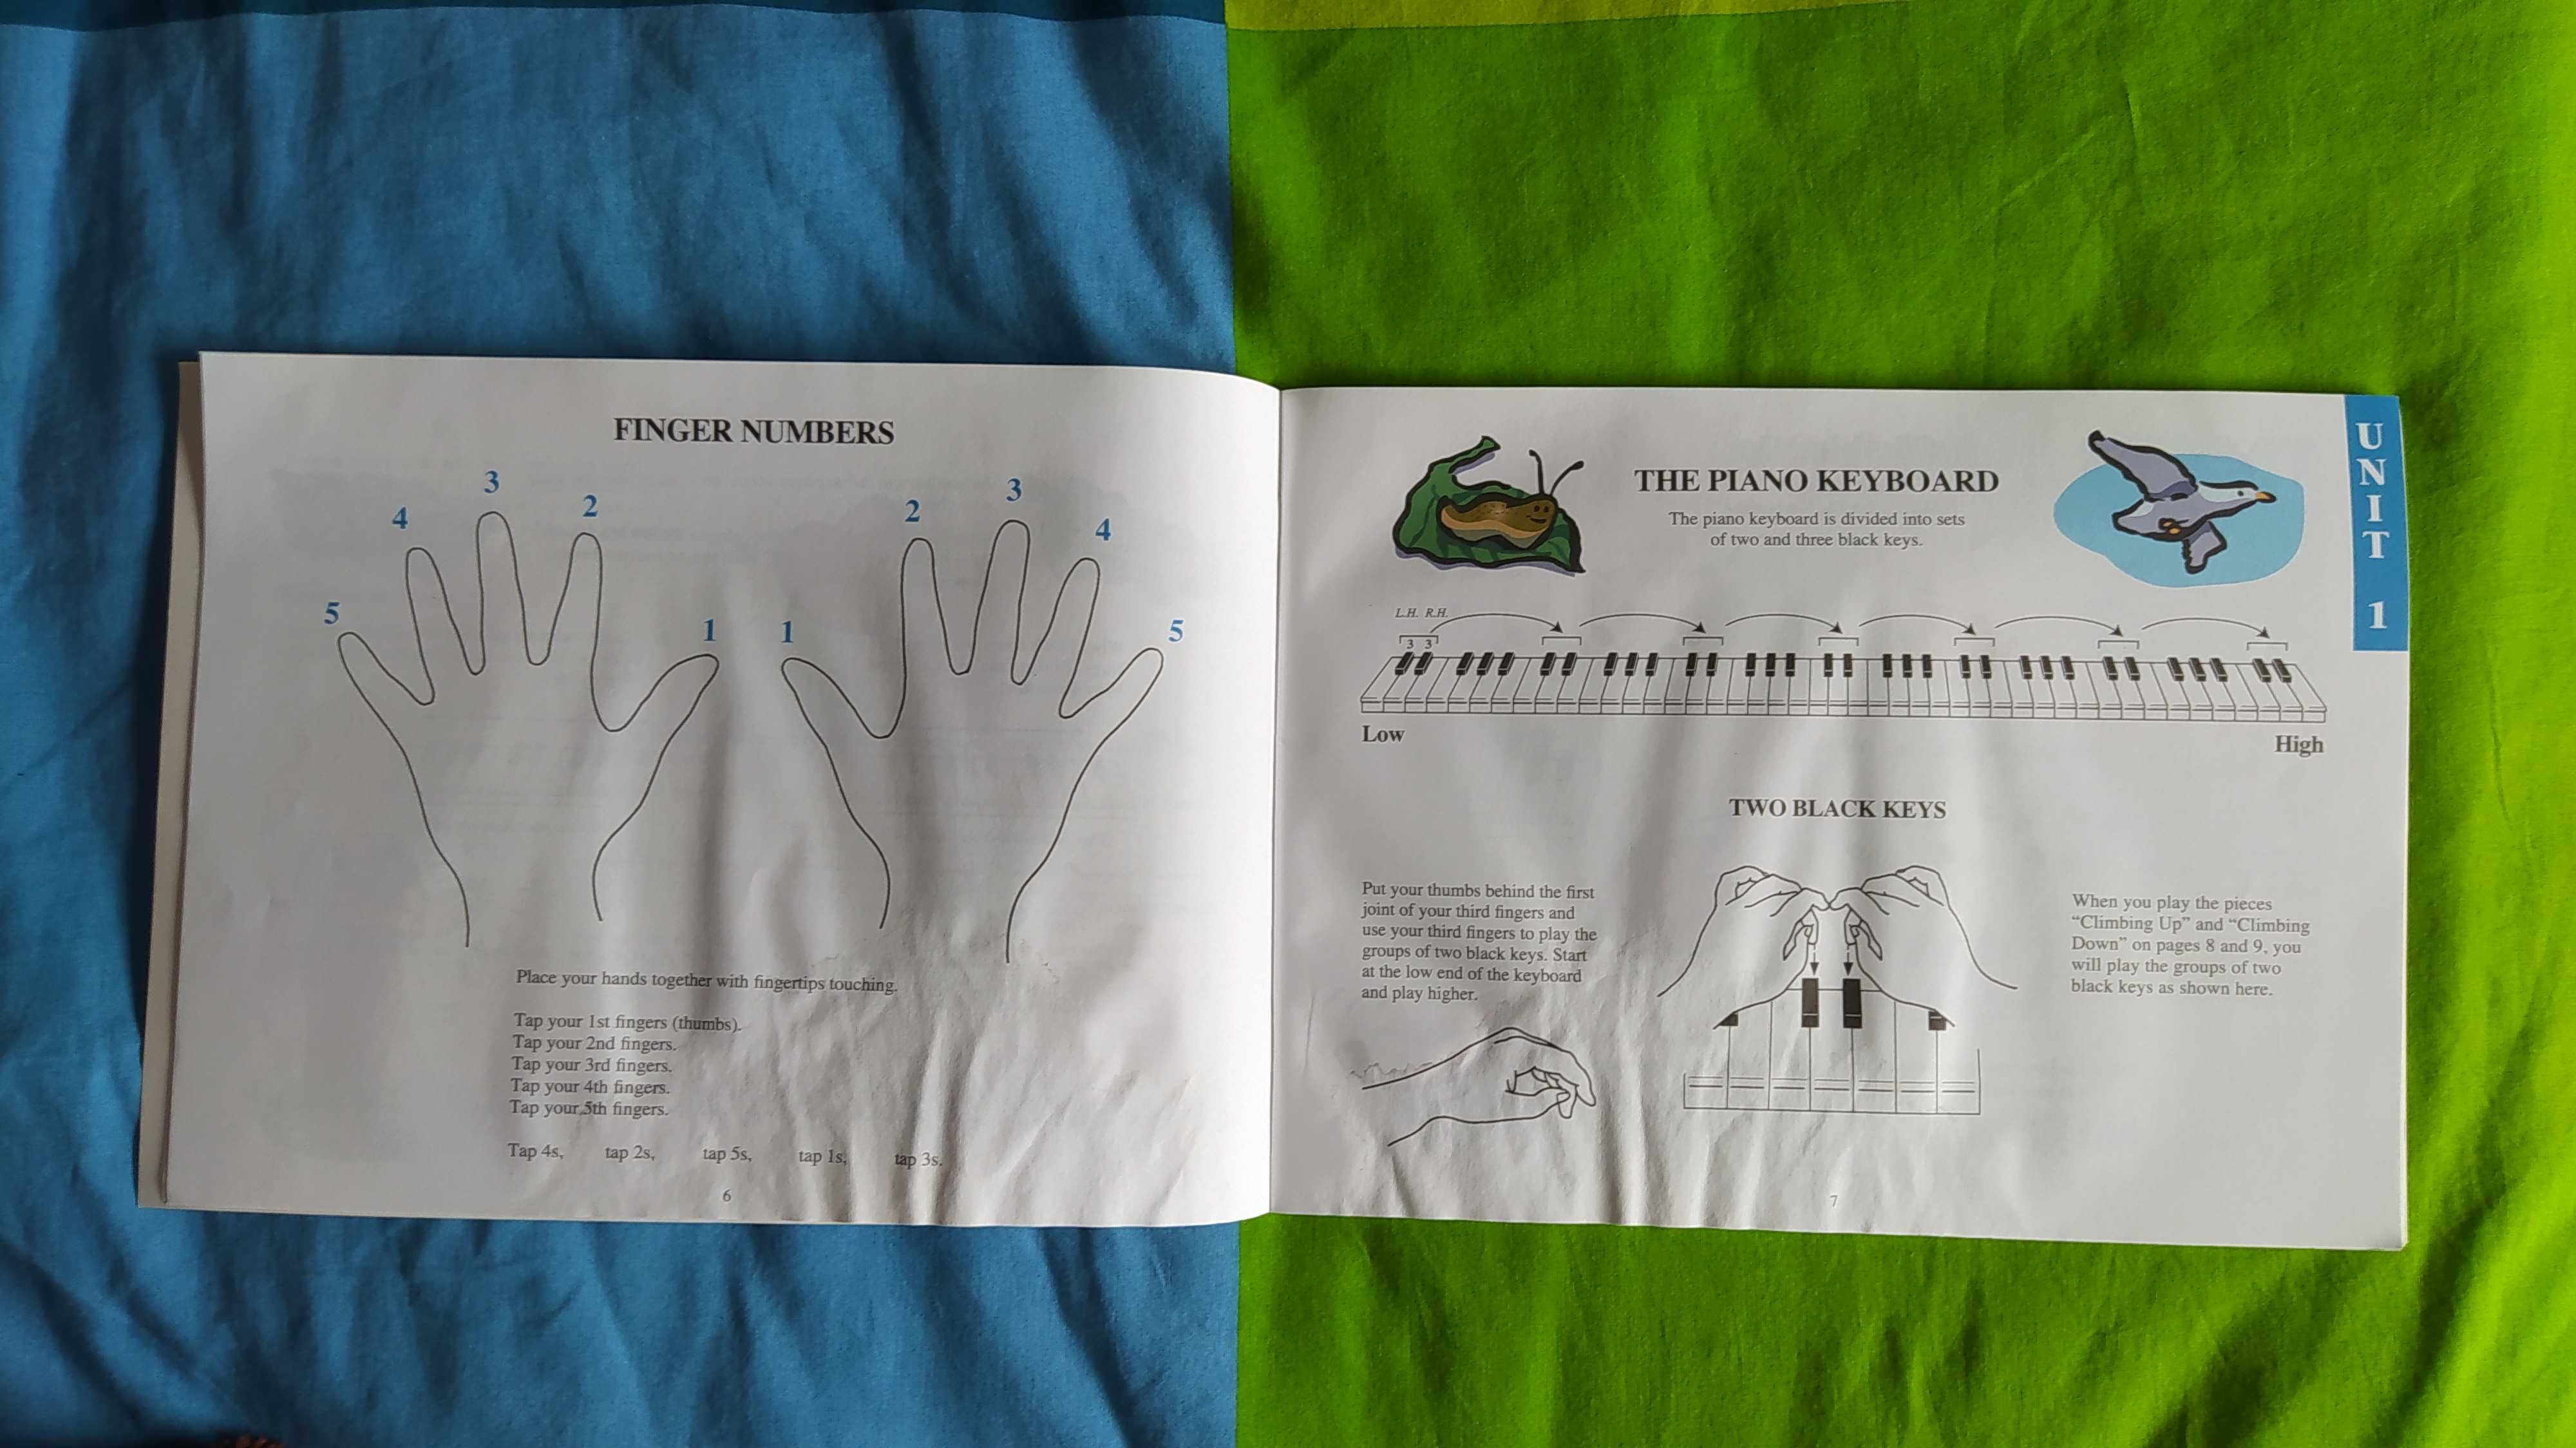 FINGER NUMBERS
5
4
3
2
1
1
2
3
4
5
Place your hands together with fingertips touching.
Tap your 1st fingers (thumbs).
Tap your 2nd fingers.
Tap your 3rd fingers.
Tap your 4th fingers.
Tap your 5th fingers.
Tap 4s, tap 2s, tap 5s, tap 1s, tap 3s.
6
UNIT 1
THE PIANO KEYBOARD
The piano keyboard is divided into sets
of two and three black keys.
L.H. R.H.
3 3
Low
High
TWO BLACK KEYS
Put your thumbs behind the first
joint of your third fingers and
use your third fingers to play the
groups of two black keys. Start
at the low end of the keyboard
and play higher.
When you play the pieces
“Climbing Up” and “Climbing
Down” on pages 8 and 9, you
will play the groups of two
black keys as shown here.
7